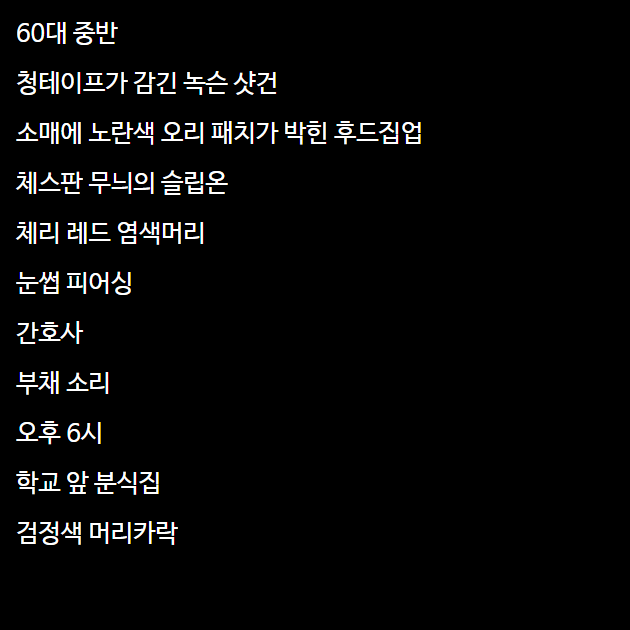 60대 중반
청테이프가 감긴 녹슨 샷건
소매에 노란색 오리 패치가 박힌 후드집업
체스판 무늬의 슬립온
체리 레드 염색머리
눈썹 피어싱
간호사
부채 소리
오후 6시
학교 앞 분식집
검정색 머리카락